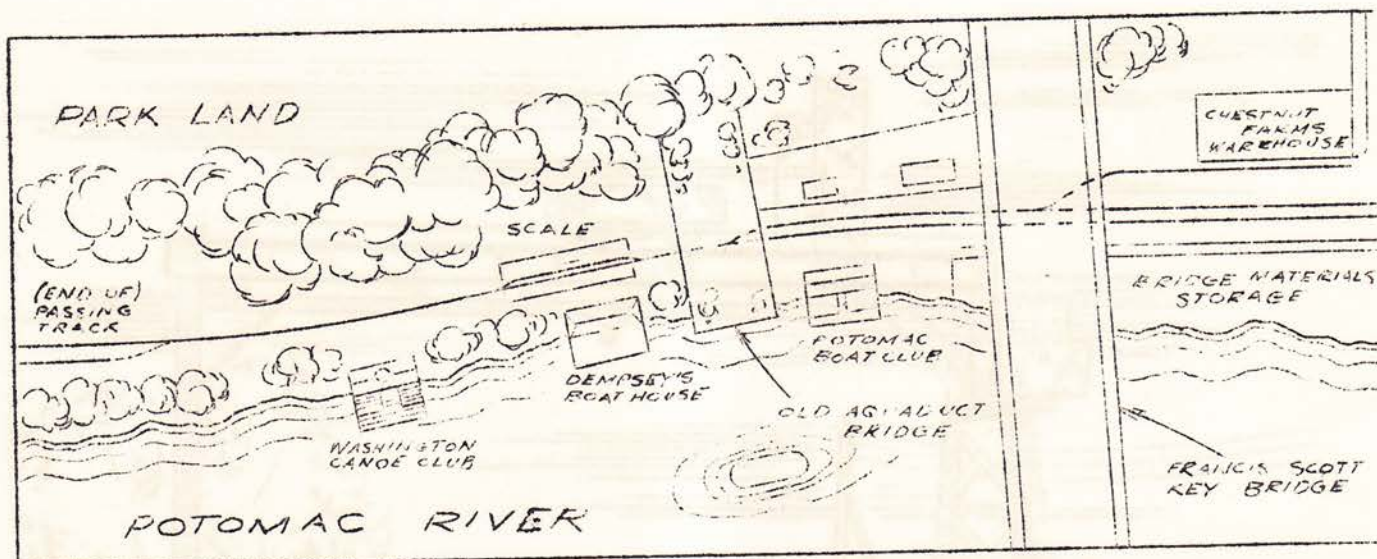 PARK LAND
CHESTNUT
FARMS
WAREHOUSE
SCALE
(END OF)
PASSING
TRACK
BRIDGE MATERIALS
STORAGE
POTOMAC
BOAT CLUB
DEMPSEY'S
BOAT HOUSE
OLD AQUADUCT
BRIDGE
WASHINGTON
CANOE CLUB
FRANCIS SCOTT
KEY BRIDGE
POTOMAC RIVER